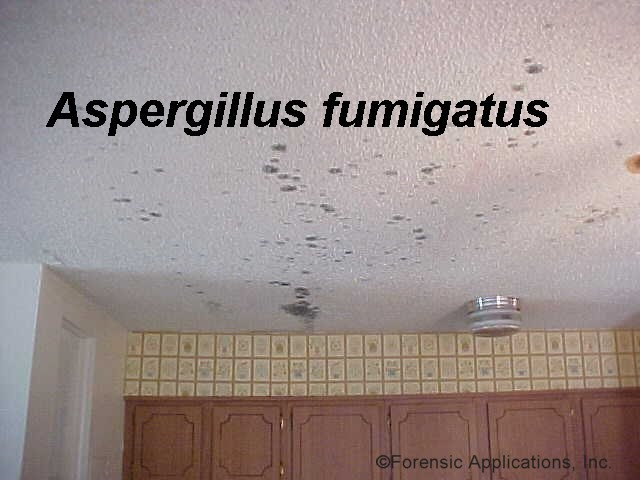 Aspergillus fumigatus
©Forensic Applications, Inc.